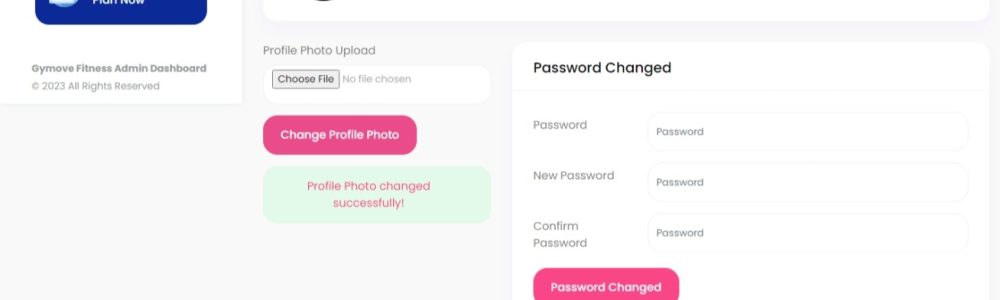 Plan Now
Gymove Fitness Admin Dashboard
© 2023 All Rights Reserved
Profile Photo Upload
Choose File No file chosen
Change Profile Photo
Profile Photo changed
successfully!
Password Changed
Password
Password
New Password
Password
Confirm
Password
Password
Password Changed